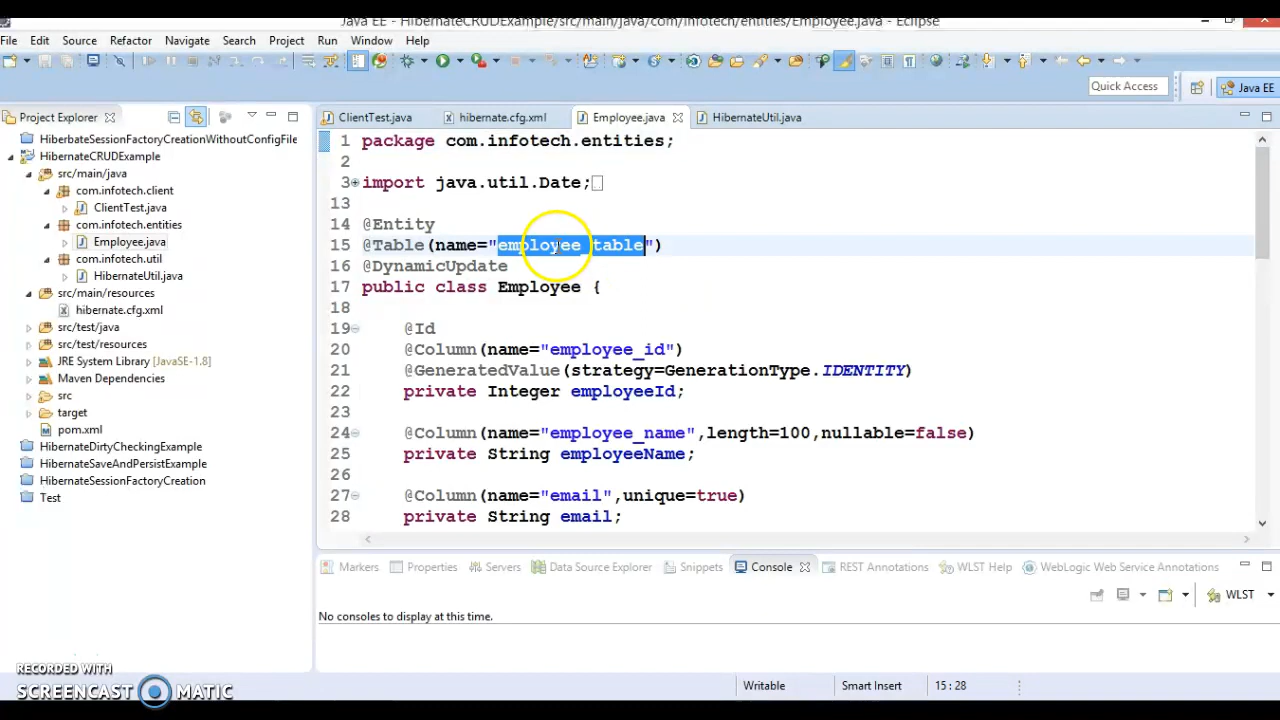 Java EE - HibernateCRUDExample/src/main/java/com/infotech/entities/Employee.java - Eclipse
File Edit Source Refactor Navigate Search Project Run Window Help
Quick Access
Java EE
Project Explorer
HiberbateSessionFactoryCreationWithoutConfigFile
HibernateCRUDExample
src/main/java
com.infotech.client
ClientTest.java
com.infotech.entities
Employee.java
com.infotech.util
HibernateUtil.java
src/main/resources
hibernate.cfg.xml
src/test/java
src/test/resources
JRE System Library [JavaSE-1.8]
Maven Dependencies
src
target
pom.xml
HibernateDirtyCheckingExample
HibernateSaveAndPersistExample
HibernateSessionFactoryCreation
Test
ClientTest.java hibernate.cfg.xml Employee.java HibernateUtil.java
1 package com.infotech.entities;
2
3 import java.util.Date;
13
14 @Entity
15 @Table(name="employee_table")
16 @DynamicUpdate
17 public class Employee {
18
19 @Id
20 @Column(name="employee_id")
21 @GeneratedValue(strategy=GenerationType.IDENTITY)
22 private Integer employeeId;
23
24 @Column(name="employee_name",length=100,nullable=false)
25 private String employeeName;
26
27 @Column(name="email",unique=true)
28 private String email;
Markers Properties Servers Data Source Explorer Snippets Console REST Annotations WLST Help WebLogic Web Service Annotations
WLST
No consoles to display at this time.
Writable Smart Insert 15 : 28
RECORDED WITH
SCREENCAST MATIC